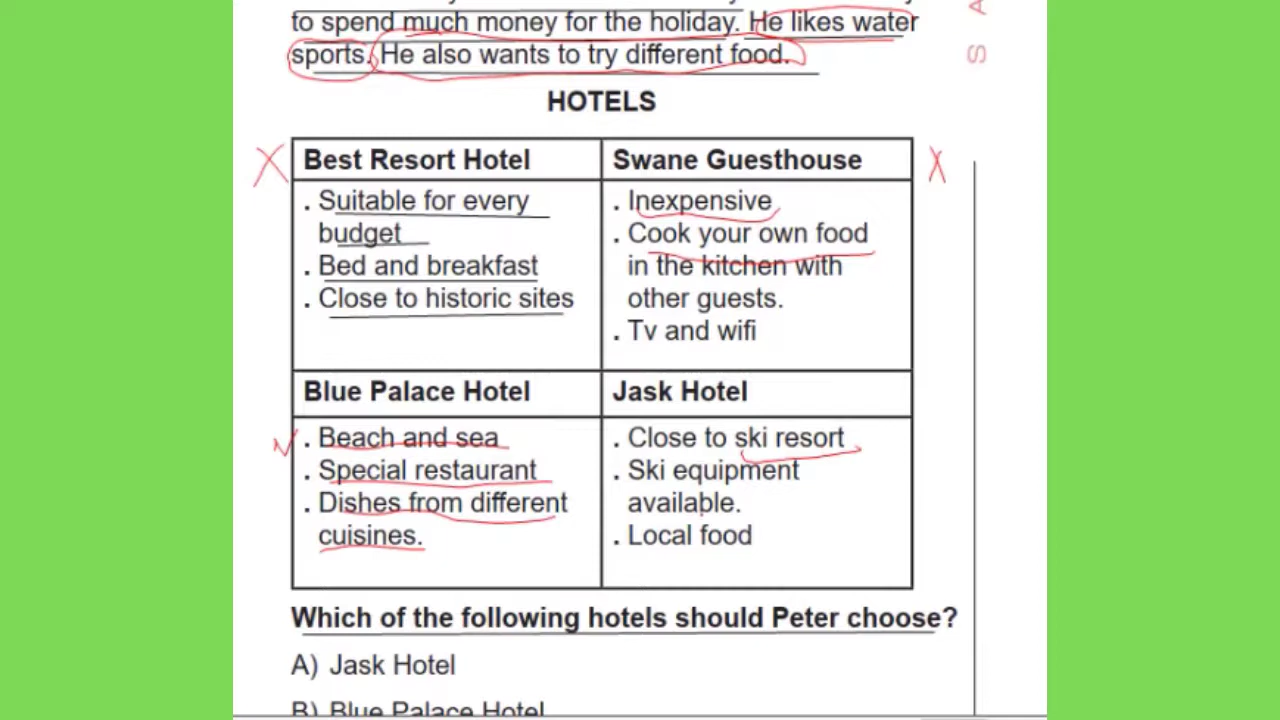 to spend much money for the holiday. He likes water
sports. He also wants to try different food.
HOTELS
Best Resort Hotel
. Suitable for every
budget
. Bed and breakfast
. Close to historic sites
Swane Guesthouse
. Inexpensive
. Cook your own food
in the kitchen with
other guests.
. Tv and wifi
Blue Palace Hotel
. Beach and sea
. Special restaurant
. Dishes from different
cuisines.
Jask Hotel
. Close to ski resort
. Ski equipment
available.
. Local food
Which of the following hotels should Peter choose?
A) Jask Hotel
B) Blue Palace Hotel